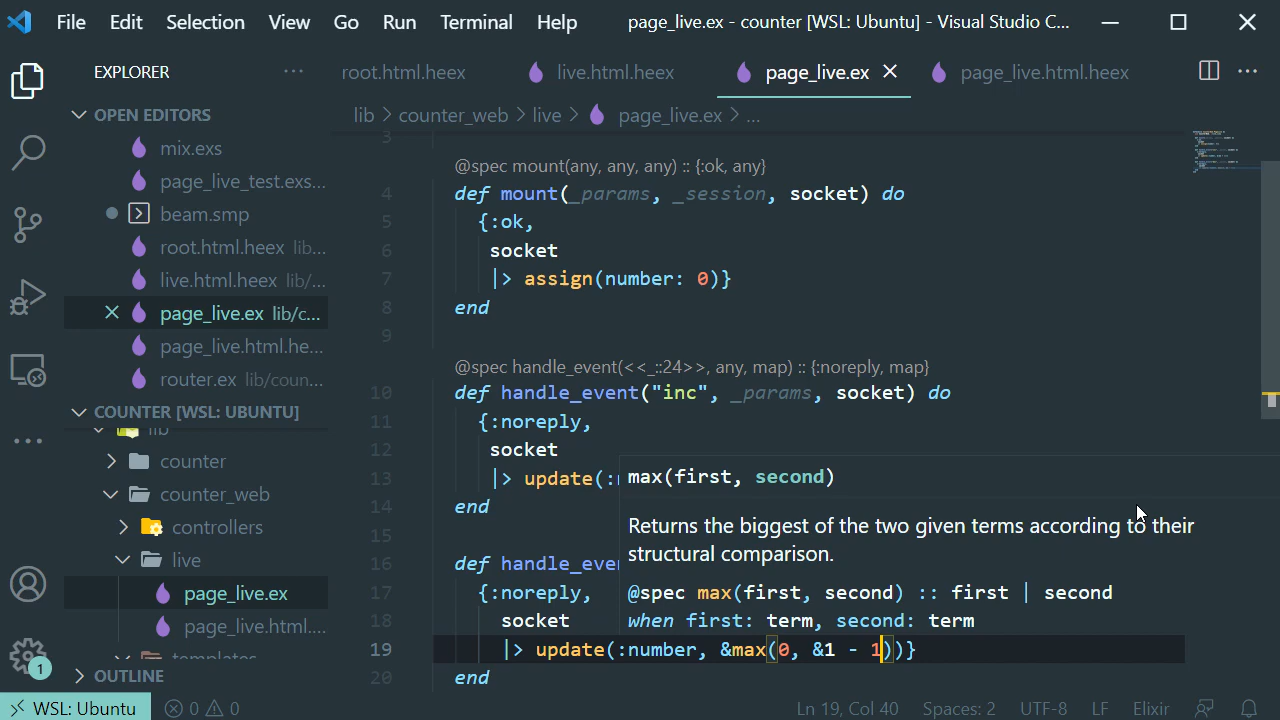 File Edit Selection View Go Run Terminal Help page_live.ex - counter [WSL: Ubuntu] - Visual Studio C...
EXPLORER ...
root.html.heex live.html.heex page_live.ex page_live.html.heex
OPEN EDITORS
mix.exs
page_live_test.exs...
beam.smp
root.html.heex lib...
live.html.heex lib/...
page_live.ex lib/c...
page_live.html.he...
router.ex lib/coun...
COUNTER [WSL: UBUNTU]
lib
counter
counter_web
controllers
live
page_live.ex
page_live.html....
templates
OUTLINE
1
lib > counter_web > live > page_live.ex > ...
3
@spec mount(any, any, any) :: {:ok, any}
4 def mount(_params, _session, socket) do
5 {:ok,
6 socket
7 |> assign(number: 0)}
8 end
9
@spec handle_event(<<_::24>>, any, map) :: {:noreply, map}
10 def handle_event("inc", _params, socket) do
11 {:noreply,
12 socket
13 |> update(:
14 end
15
16 def handle_eve
17 {:noreply,
18 socket
19 |> update(:number, &max(0, &1 - 1))}
20 end
max(first, second)
Returns the biggest of the two given terms according to their
structural comparison.
@spec max(first, second) :: first | second
when first: term, second: term
WSL: Ubuntu 0 0 Ln 19, Col 40 Spaces: 2 UTF-8 LF Elixir